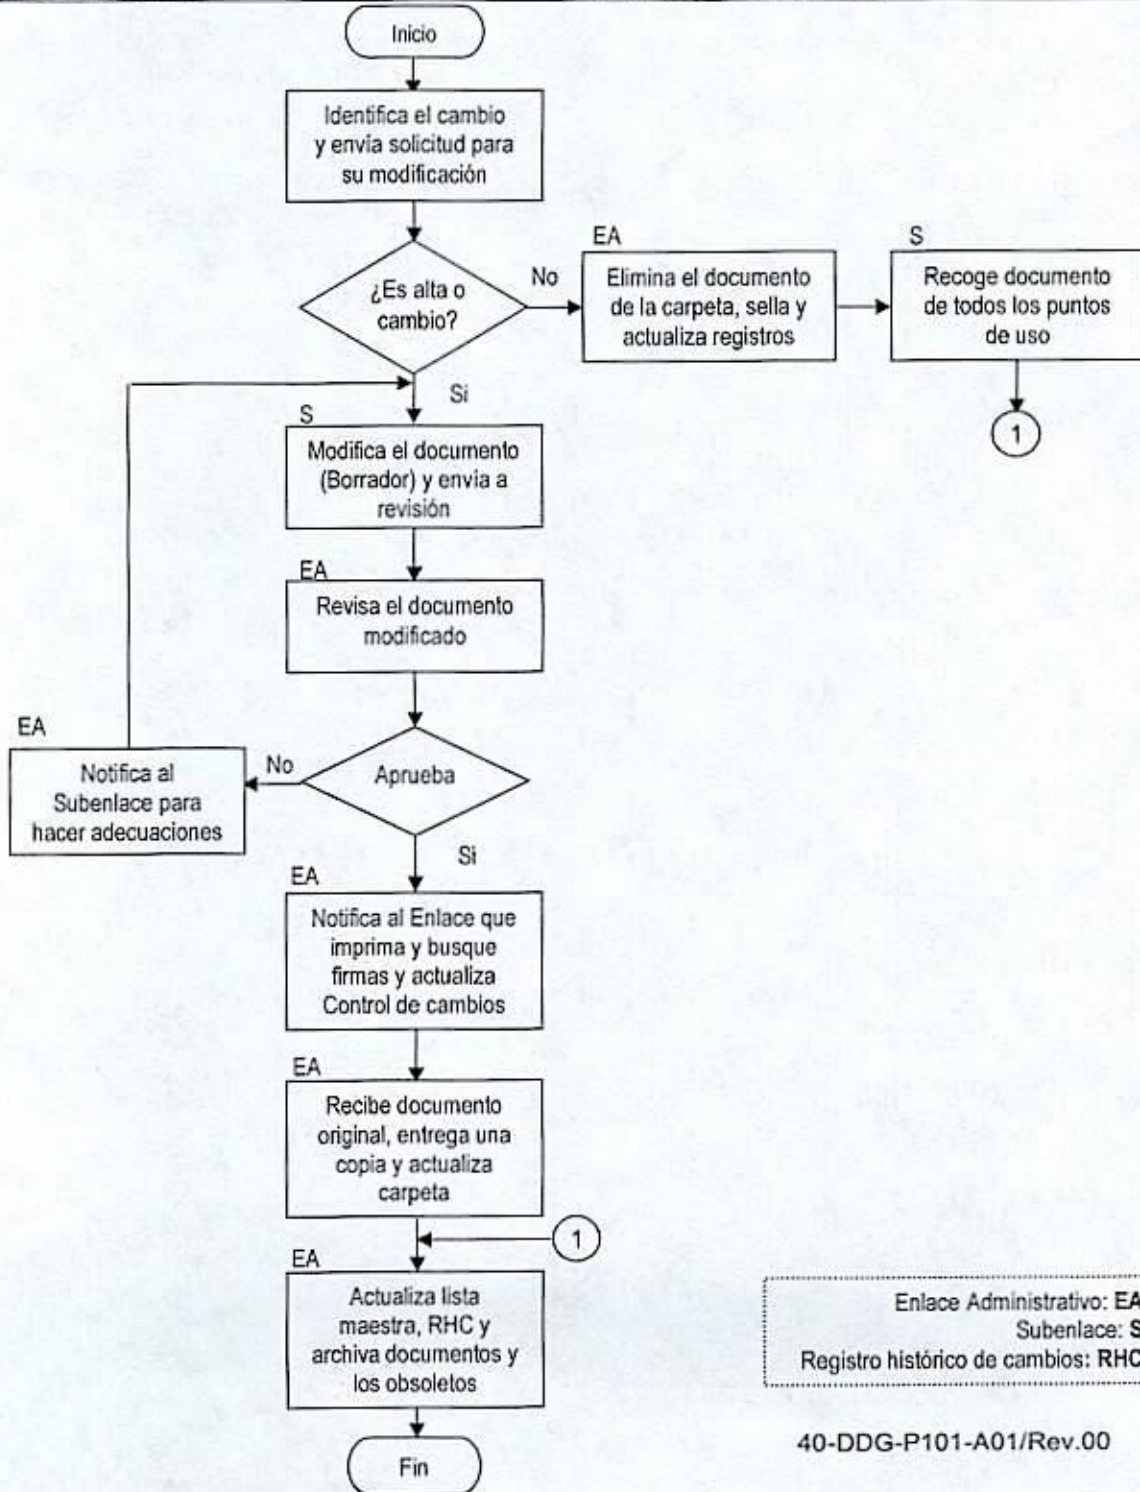 Inicio
Identifica el cambio
y envía solicitud para
su modificación
¿Es alta o
cambio?
No
EA
Elimina el documento
de la carpeta, sella y
actualiza registros
S
Recoge documento
de todos los puntos
de uso
1
Si
S
Modifica el documento
(Borrador) y envia a
revisión
EA
Revisa el documento
modificado
Aprueba
No
EA
Notifica al
Subenlace para
hacer adecuaciones
Si
EA
Notifica al Enlace que
imprima y busque
firmas y actualiza
Control de cambios
EA
Recibe documento
original, entrega una
copia y actualiza
carpeta
1
EA
Actualiza lista
maestra, RHC y
archiva documentos y
los obsoletos
Fin
Enlace Administrativo: EA
Subenlace: S
Registro histórico de cambios: RHC
40-DDG-P101-A01/Rev.00